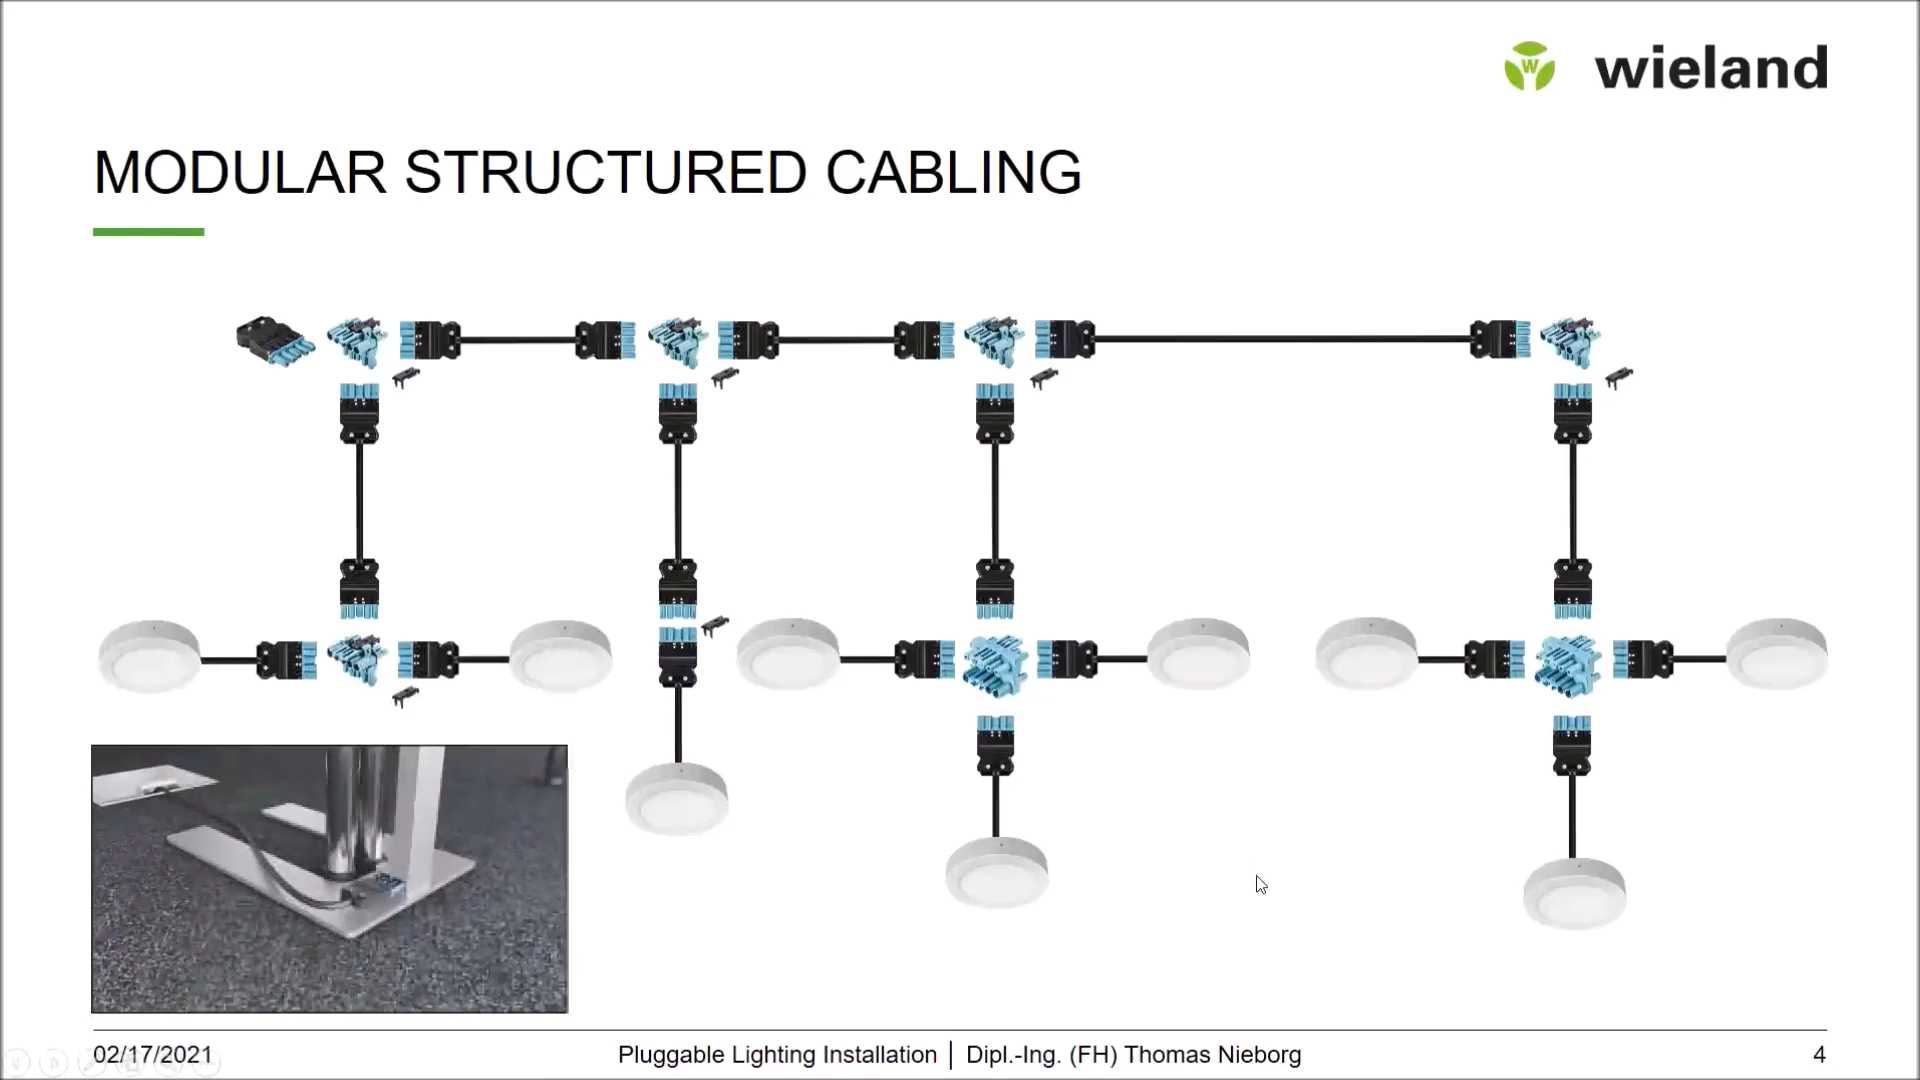 W
wieland
MODULAR STRUCTURED CABLING
02/17/2021
Pluggable Lighting Installation | Dipl.-Ing. (FH) Thomas Nieborg
4